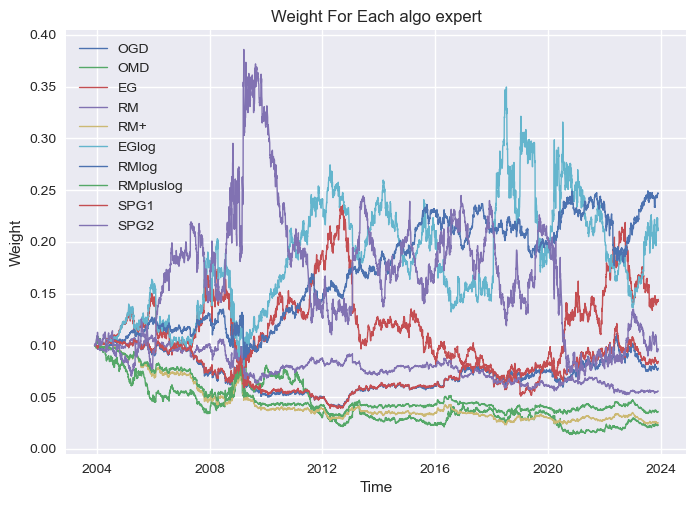 Weight For Each algo expert
0.40
0.35
0.30
0.25
0.20
0.15
0.10
0.05
0.00
Weight
OGD
OMD
EG
RM
RM+
EGlog
RMlog
RMpluslog
SPG1
SPG2
2004 2008 2012 2016 2020 2024
Time